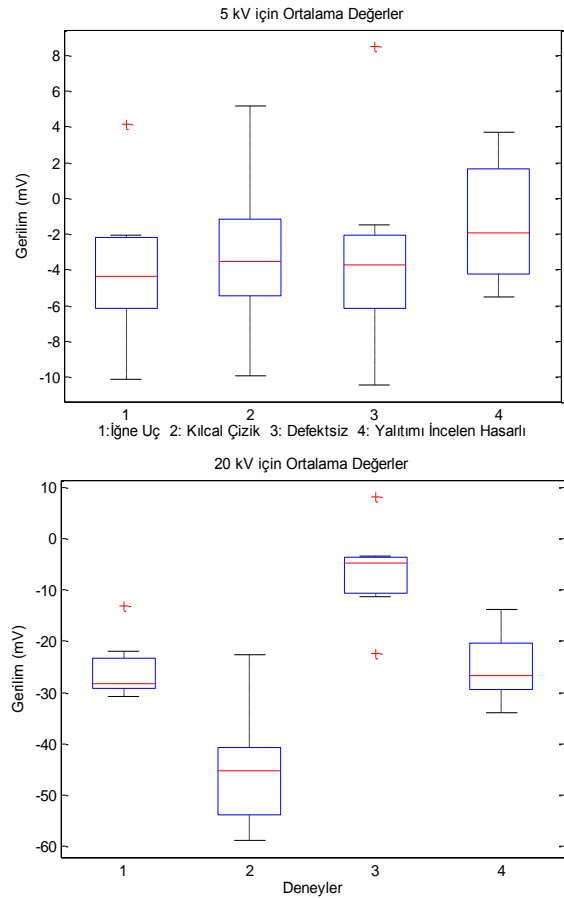 5 kV için Ortalama Değerler
Gerilim (mV)
8
6
4
2
0
-2
-4
-6
-8
-10
1 2 3 4
1:İğne Uç 2: Kılcal Çizik 3: Defektsiz 4: Yalıtımı İncelen Hasarlı
20 kV için Ortalama Değerler
Gerilim (mV)
10
0
-10
-20
-30
-40
-50
-60
1 2 3 4
Deneyler